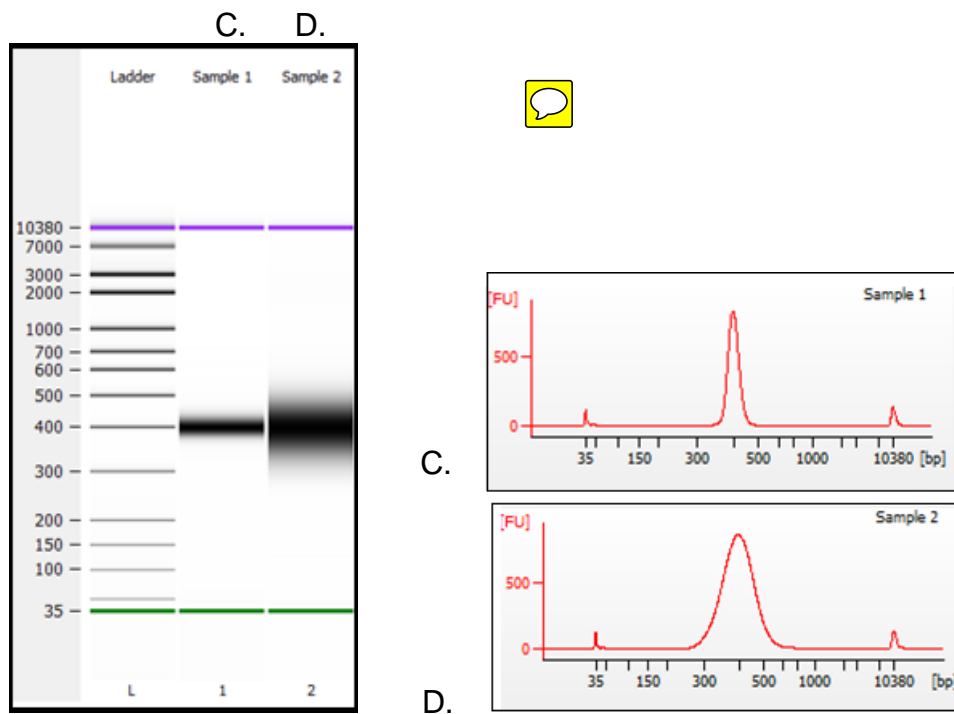 C. D.
Ladder Sample 1 Sample 2
10380
7000
3000
2000
1000
700
600
500
400
300
200
150
100
35
L 1 2
C.
[FU]
Sample 1
500
0
35 150 300 500 1000 10380 [bp]
D.
[FU]
Sample 2
500
0
35 150 300 500 1000 10380 [bp]